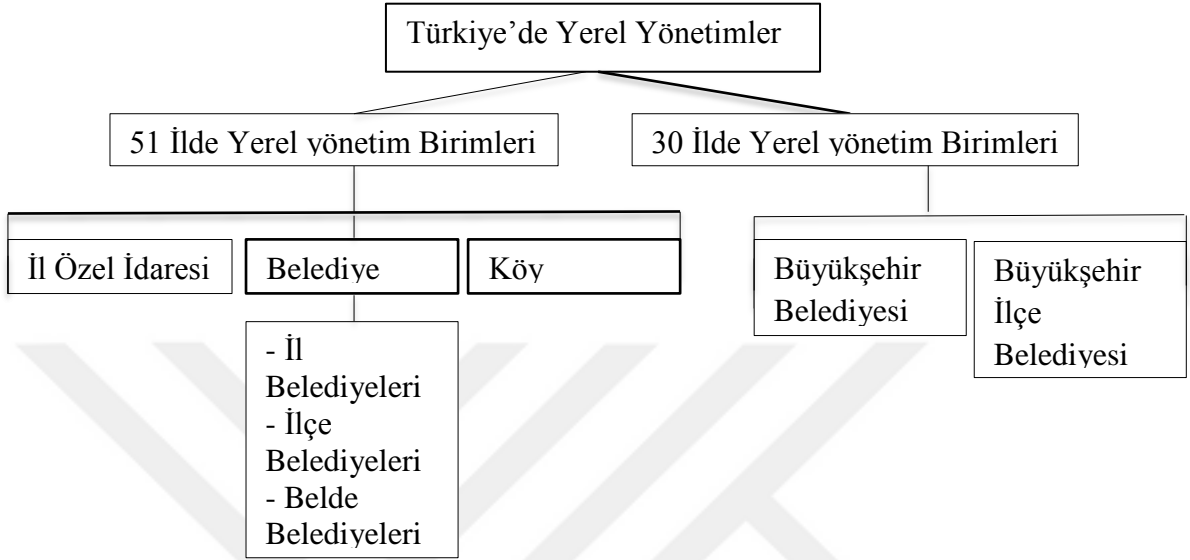 Türkiye’de Yerel Yönetimler
51 İlde Yerel yönetim Birimleri
30 İlde Yerel yönetim Birimleri
İl Özel İdaresi
Belediye
Köy
- İl
Belediyeleri
- İlçe
Belediyeleri
- Belde
Belediyeleri
Büyükşehir
Belediyesi
Büyükşehir
İlçe
Belediyesi